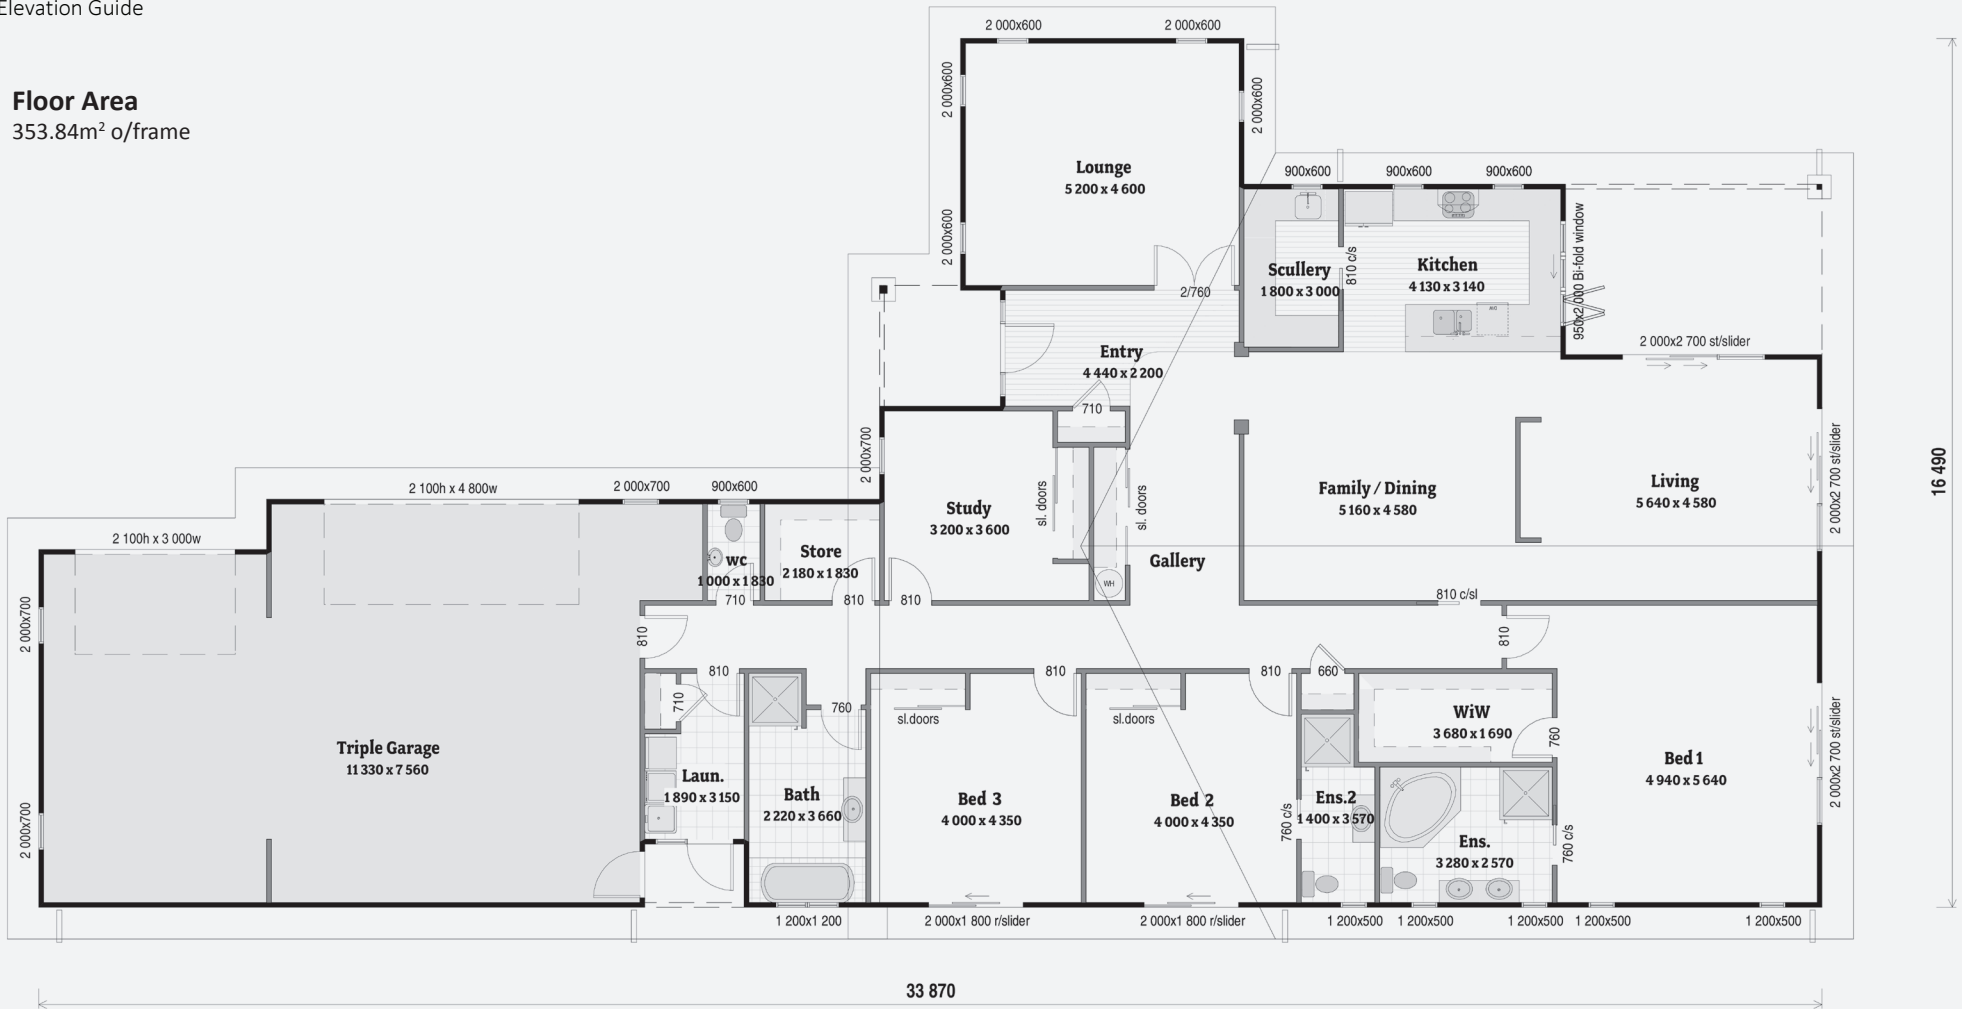 Elevation Guide
Floor Area
353.84m² o/frame
2 000x600
2 000x600
2 000x600
2 000x600
2 000x600
Lounge
5 200 x 4 600
2/760
900x600
900x600
900x600
Scullery
1 800 x 3 000
810 c/s
Kitchen
4 130 x 3 140
950x2 000 Bi-fold window
2 000x2 700 st/slider
Entry
4 440 x 2 200
710
2 000x700
Study
3 200 x 3 600
sl. doors
sl. doors
WH
Gallery
Family / Dining
5 160 x 4 580
Living
5 640 x 4 580
2 000x2 700 st/slider
16 490
2 100h x 4 800w
2 000x700
900x600
2 100h x 3 000w
wc
1 000 x 1 830
Store
2 180 x 1 830
710
810
810
810 c/sl
2 000x700
810
810
810
810
660
810
710
760
sl.doors
sl.doors
WiW
3 680 x 1 690
760
Triple Garage
11 330 x 7 560
Laun.
1 890 x 3 150
Bath
2 220 x 3 660
Bed 3
4 000 x 4 350
Bed 2
4 000 x 4 350
760 c/s
Ens.2
1 400 x 3 570
Ens.
3 280 x 2 570
760 c/s
Bed 1
4 940 x 5 640
2 000x2 700 st/slider
2 000x700
1 200x1 200
2 000x1 800 r/slider
2 000x1 800 r/slider
1 200x500
1 200x500
1 200x500
1 200x500
1 200x500
33 870